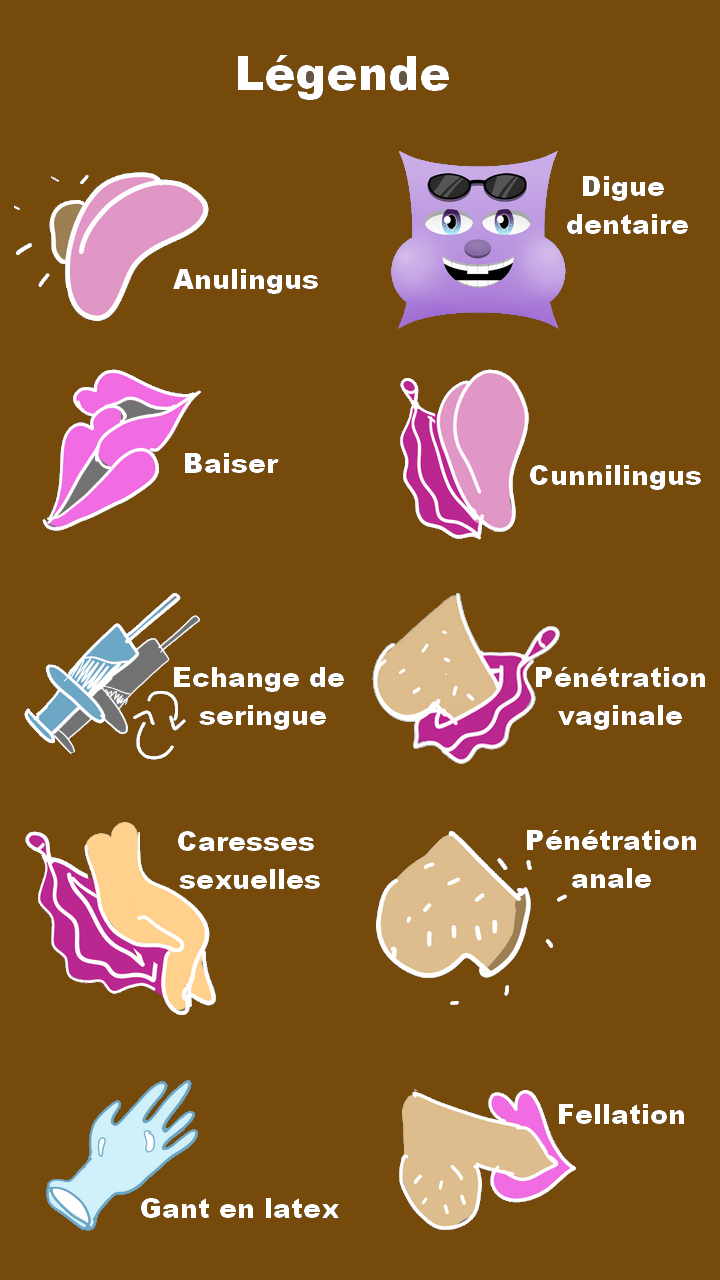 Légende
Anulingus
Digue
dentaire
Baiser
Cunnilingus
Echange de
seringue
Pénétration
vaginale
Caresses
sexuelles
Pénétration
anale
Gant en latex
Fellation